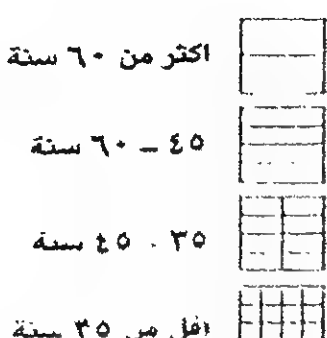 اكثر من ٦٠ سنة
٤٥ – ٦٠ سنة
٣٥ - ٤٥ سنة
اقل من ٣٥ سنة